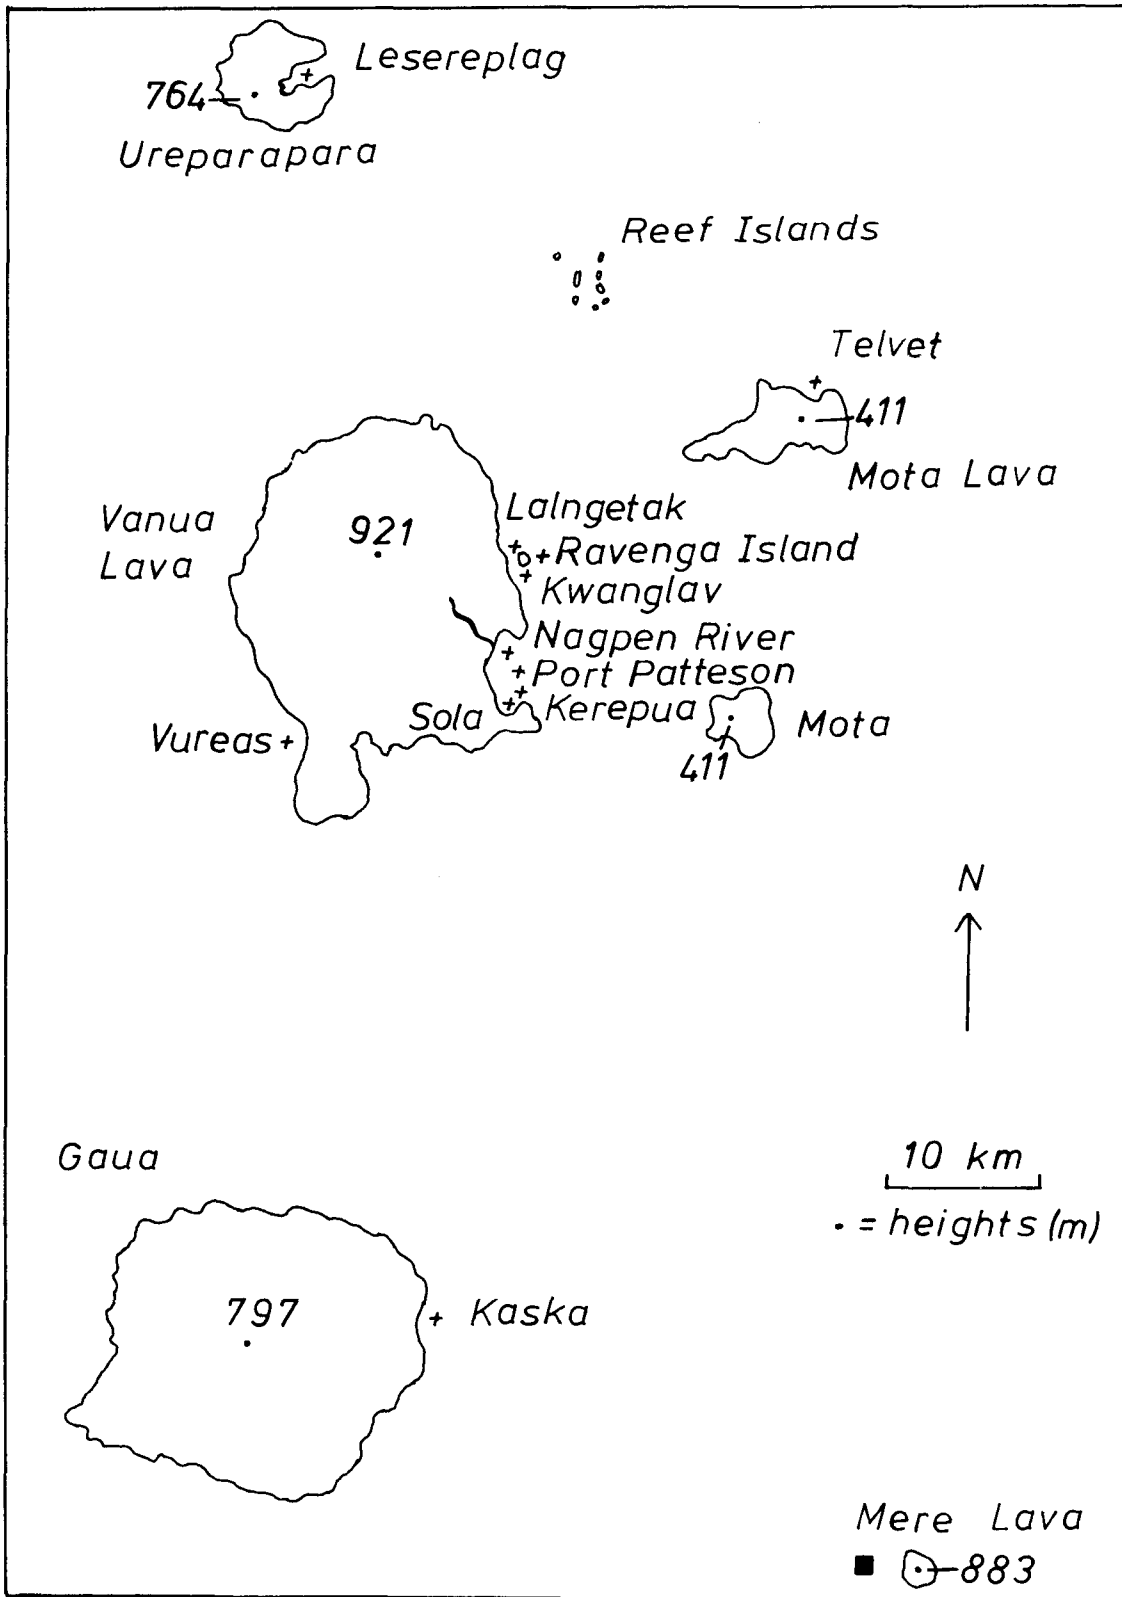 Lesereplag
764
Ureparapara
Reef Islands
Telvet
411
Mota Lava
Vanua
Lava
921
Lalngetak
Ravenga Island
Kwanglav
Nagpen River
Port Patteson
Kerepua
Sola
Vureas
Mota
411
N
Gaua
10 km
• = heights (m)
797
Kaska
Mere Lava
883